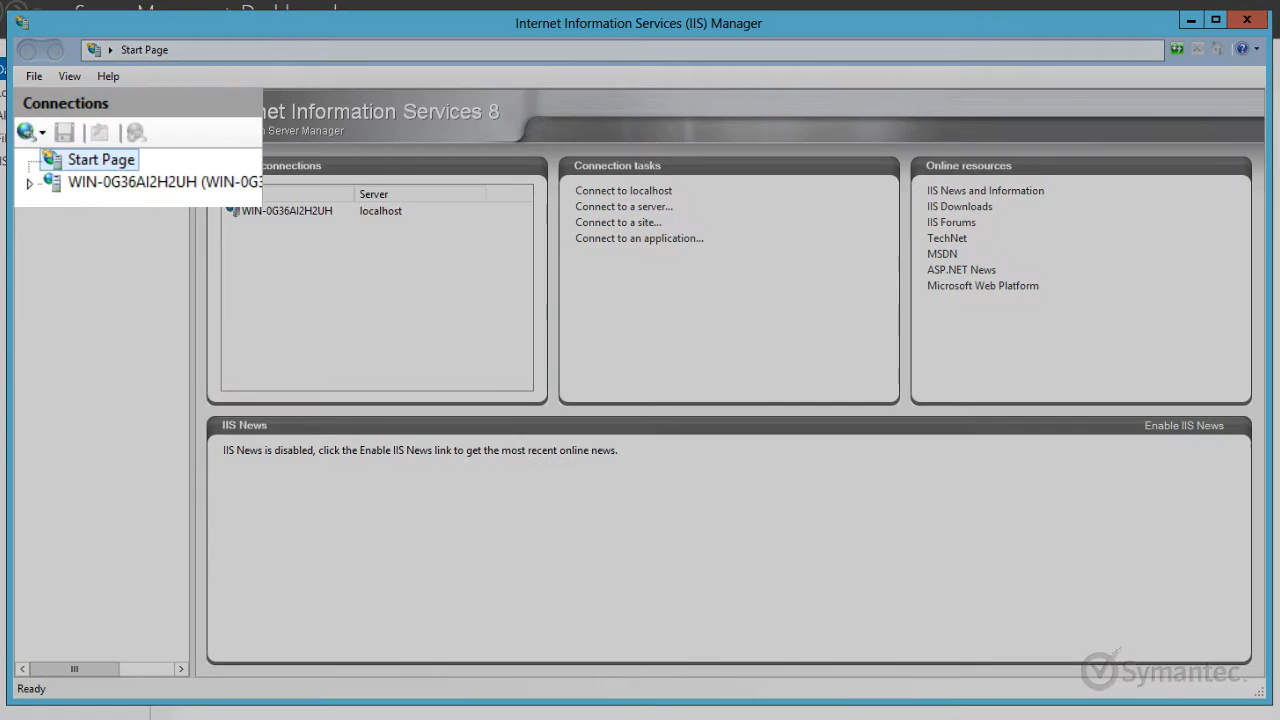 Internet Information Services (IIS) Manager
Start Page
File View Help
Connections
Start Page
WIN-0G36AI2H2UH (WIN-0G3
net Information Services 8
Server Manager
connections
Server
WIN-0G36AI2H2UH localhost
Connection tasks
Connect to localhost
Connect to a server...
Connect to a site...
Connect to an application...
Online resources
IIS News and Information
IIS Downloads
IIS Forums
TechNet
MSDN
ASP.NET News
Microsoft Web Platform
IIS News
Enable IIS News
IIS News is disabled, click the Enable IIS News link to get the most recent online news.
Symantec.
Ready